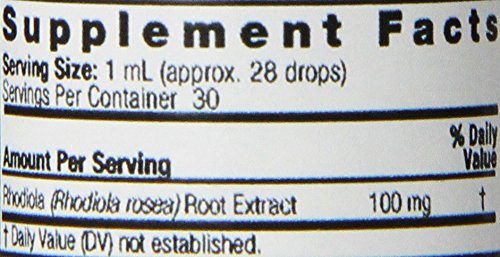 Supplement Facts
Serving Size: 1 mL (approx. 28 drops)
Servings Per Container 30
% Daily
Amount Per Serving Value
Rhodiola (Rhodiola rosea) Root Extract 100 mg †
† Daily Value (DV) not established.